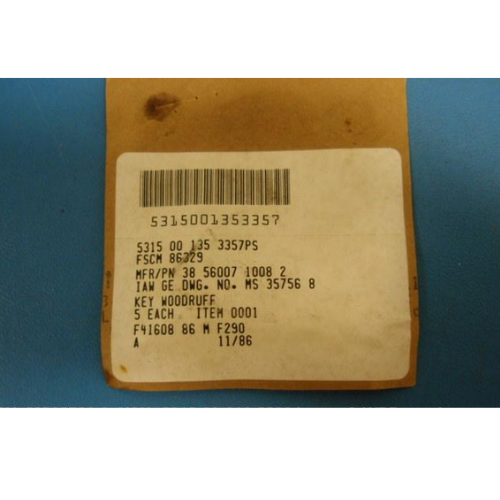 5315001353357
5315 00 135 3357PS
FSCM 86329
MFR/PN 38 56007 1008 2
IAW GE DWG. NO. MS 35756 8
KEY WOODRUFF
5 EACH ITEM 0001
F41608 86 M F290
A 11/86